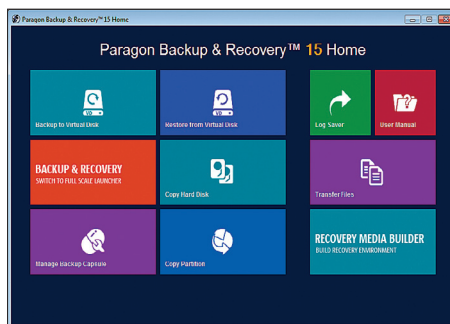 Paragon Backup & Recovery™ 15 Home
Paragon Backup & Recovery™ 15 Home
VD
Backup to Virtual Disk
VD
Restore from Virtual Disk
Log Saver
User Manual
BACKUP & RECOVERY
SWITCH TO FULL SCALE LAUNCHER
Copy Hard Disk
Transfer Files
Manage Backup Capsule
Copy Partition
RECOVERY MEDIA BUILDER
BUILD RECOVERY ENVIRONMENT